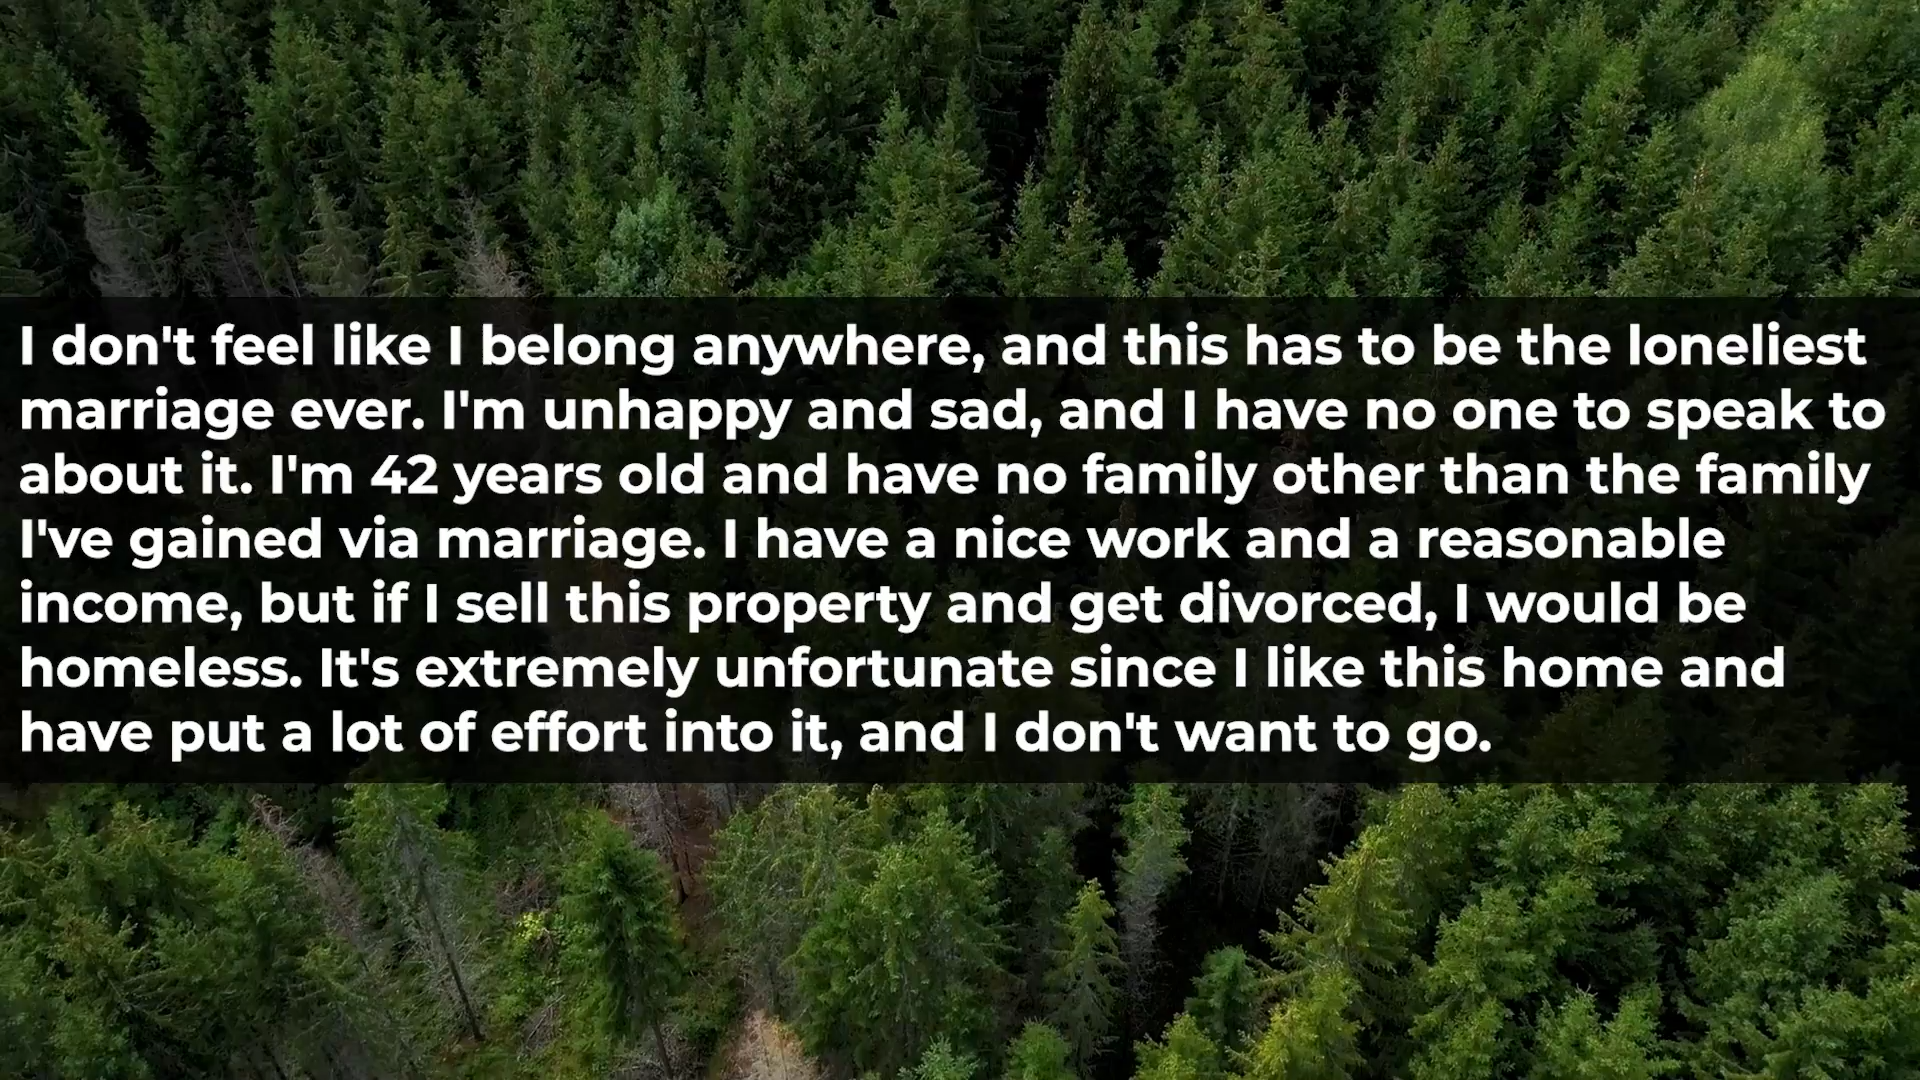 I don't feel like I belong anywhere, and this has to be the loneliest
marriage ever. I'm unhappy and sad, and I have no one to speak to
about it. I'm 42 years old and have no family other than the family
I've gained via marriage. I have a nice work and a reasonable
income, but if I sell this property and get divorced, I would be
homeless. It's extremely unfortunate since I like this home and
have put a lot of effort into it, and I don't want to go.